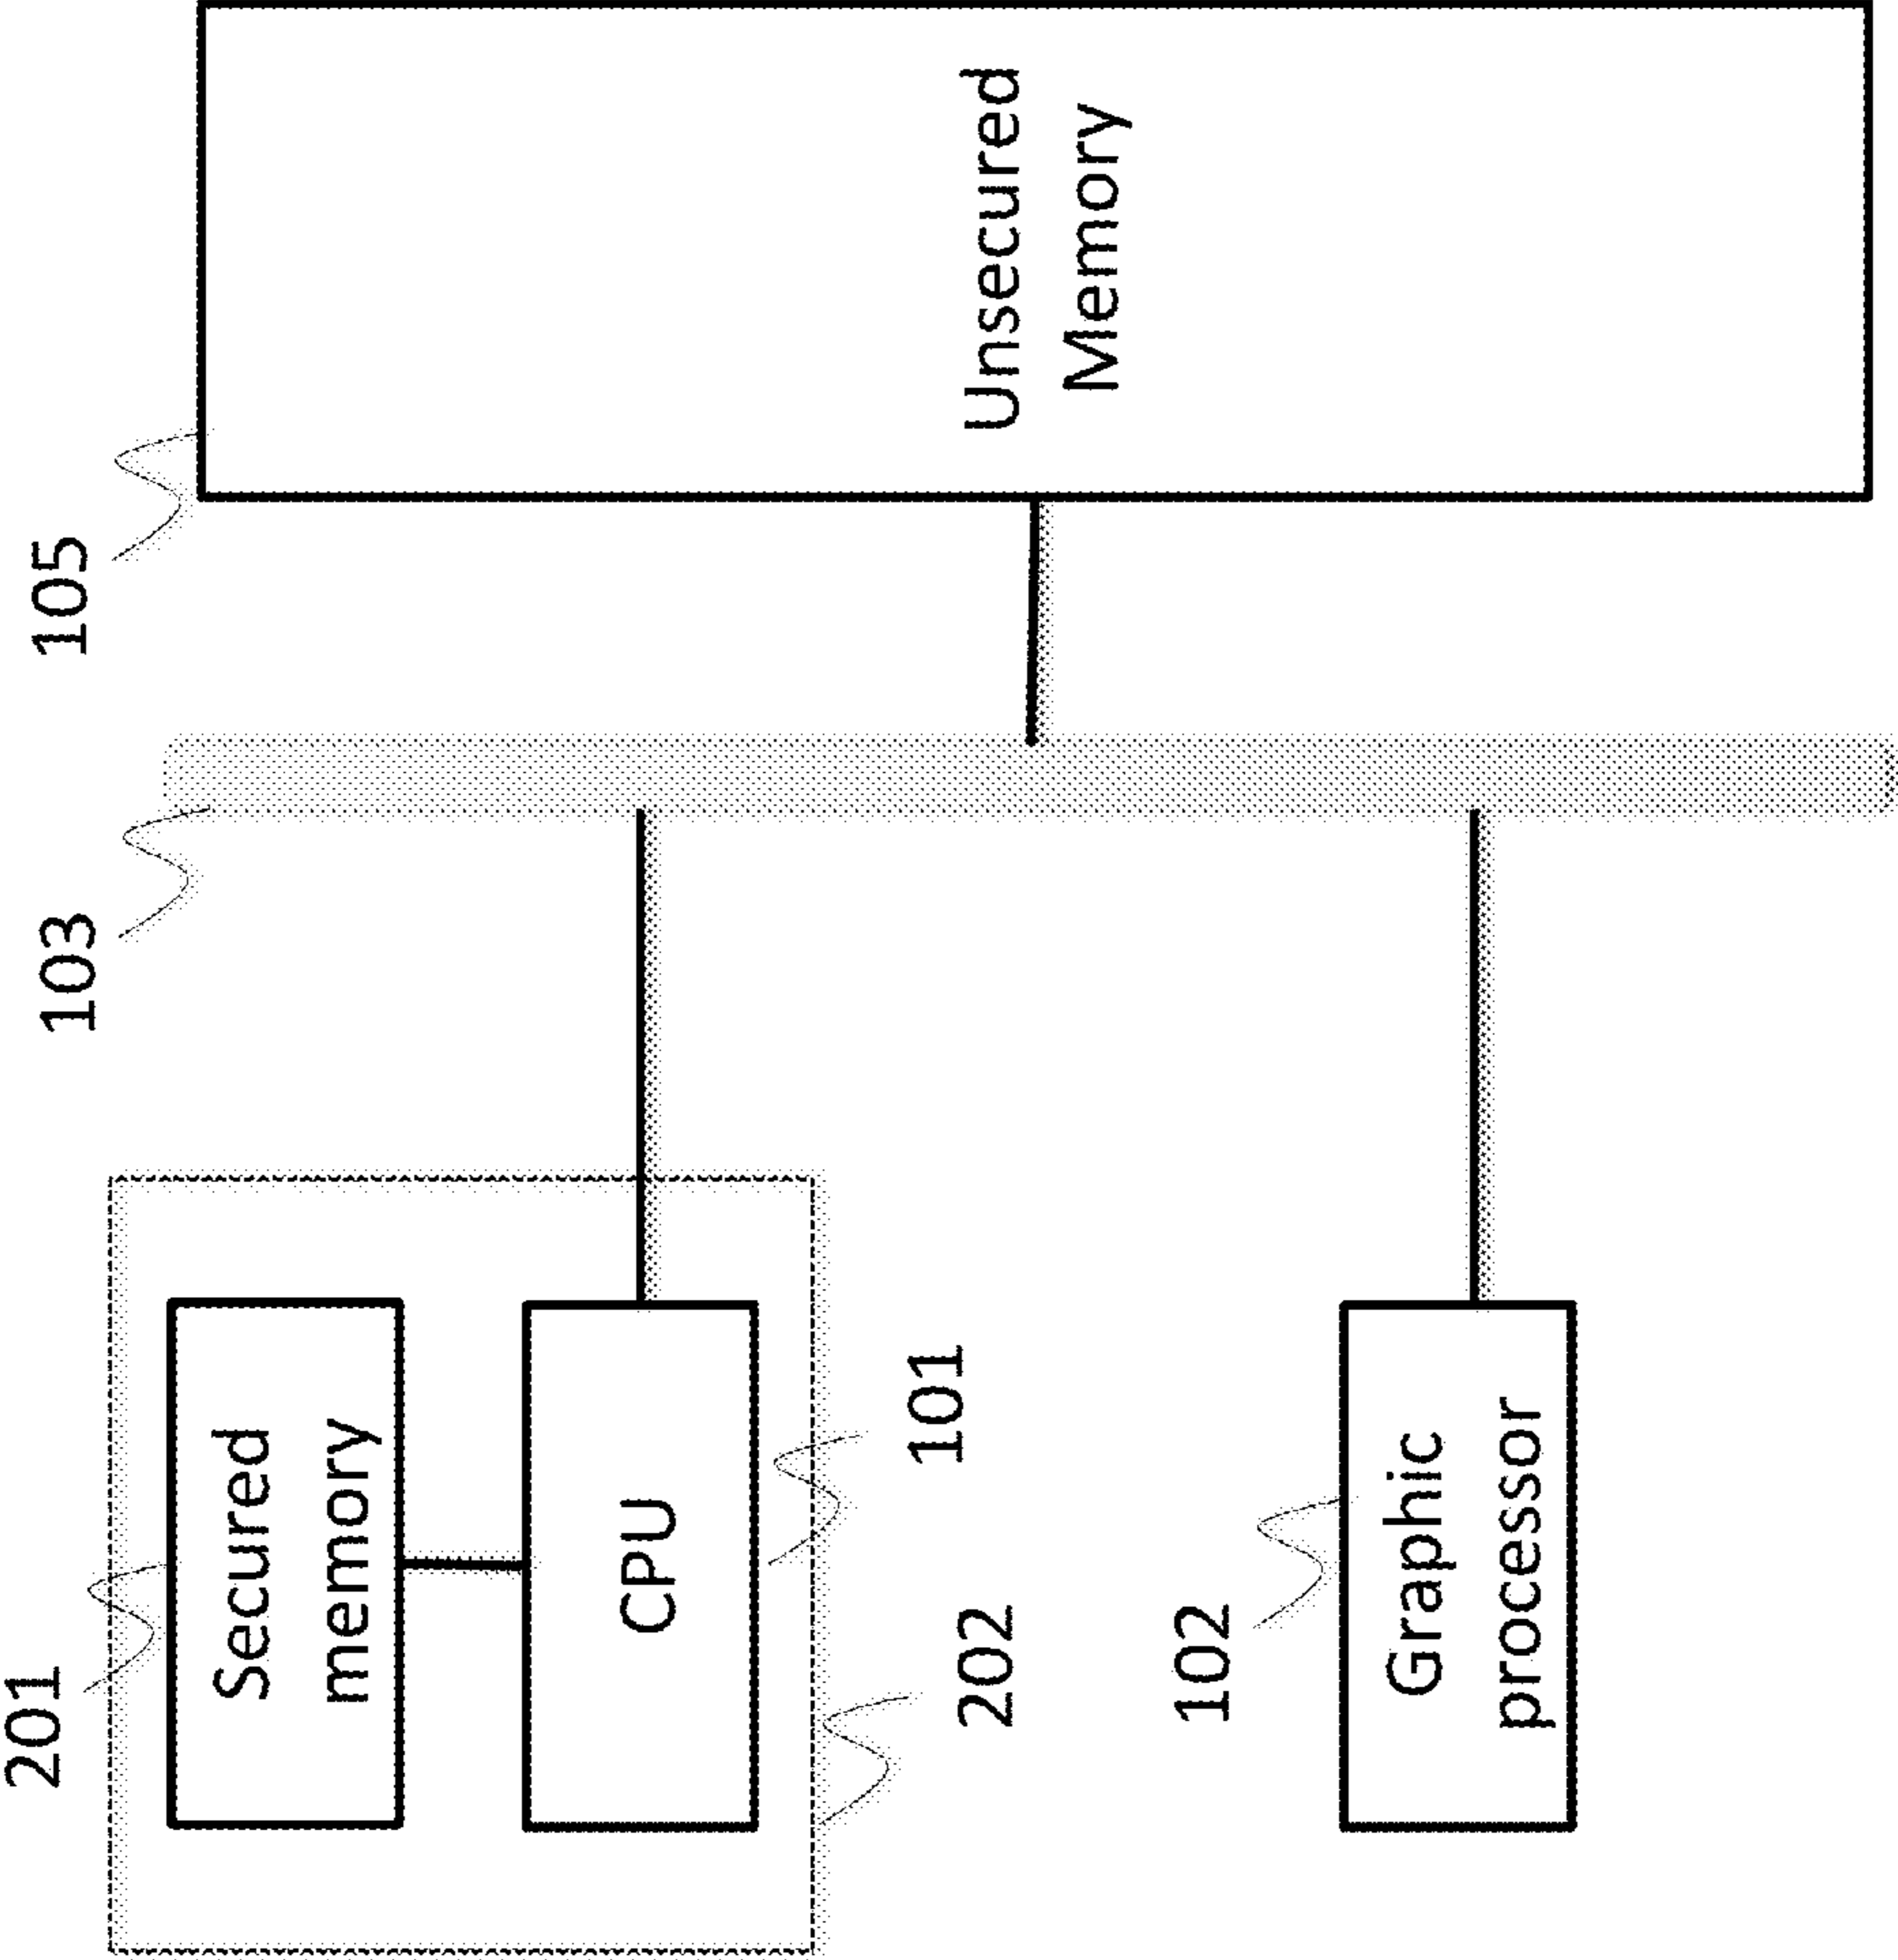 201
103
105
Secured
memory
CPU
101
202
Unsecured
Memory
102
Graphic
processor